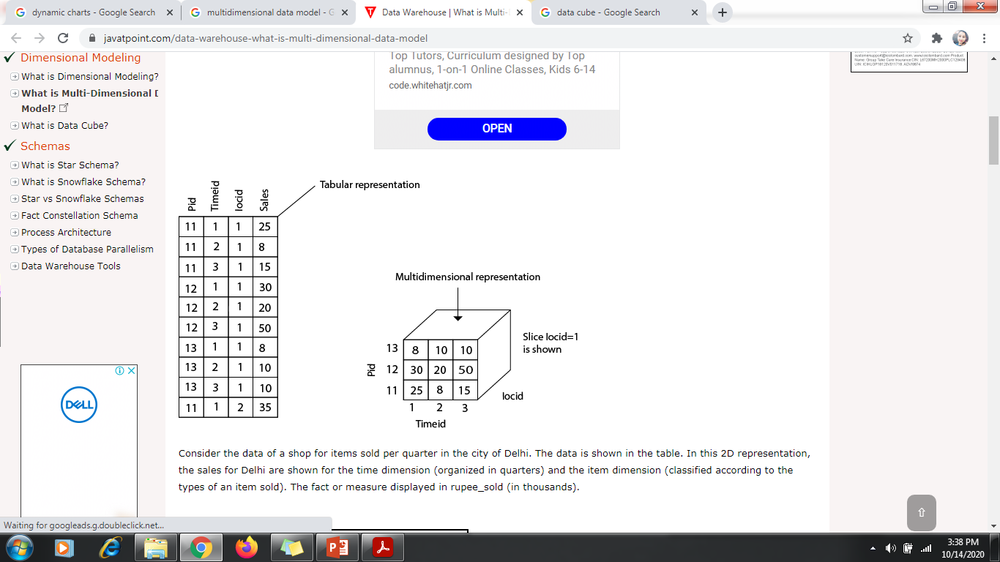 dynamic charts - Google Search
multidimensional data model - G
Data Warehouse | What is Multi-
data cube - Google Search
javatpoint.com/data-warehouse-what-is-multi-dimensional-data-model
Dimensional Modeling
What is Dimensional Modeling?
What is Multi-Dimensional D
Model?
What is Data Cube?
Schemas
What is Star Schema?
What is Snowflake Schema?
Star vs Snowflake Schemas
Fact Constellation Schema
Process Architecture
Types of Database Parallelism
Data Warehouse Tools
DELL
Top Tutors, Curriculum designed by Top
alumnus, 1-on-1 Online Classes, Kids 6-14
code.whitehatjr.com
OPEN
Tabular representation
Pid Timeid locid Sales
11 1 1 25
11 2 1 8
11 3 1 15
12 1 1 30
12 2 1 20
12 3 1 50
13 1 1 8
13 2 1 10
13 3 1 10
11 1 2 35
Multidimensional representation
Slice locid=1
is shown
13 8 10 10
Pid 12 30 20 50
11 25 8 15
locid
1 2 3
Timeid
Consider the data of a shop for items sold per quarter in the city of Delhi. The data is shown in the table. In this 2D representation,
the sales for Delhi are shown for the time dimension (organized in quarters) and the item dimension (classified according to the
types of an item sold). The fact or measure displayed in rupee_sold (in thousands).
Waiting for googleads.g.doubleclick.net...
3:38 PM
10/14/2020